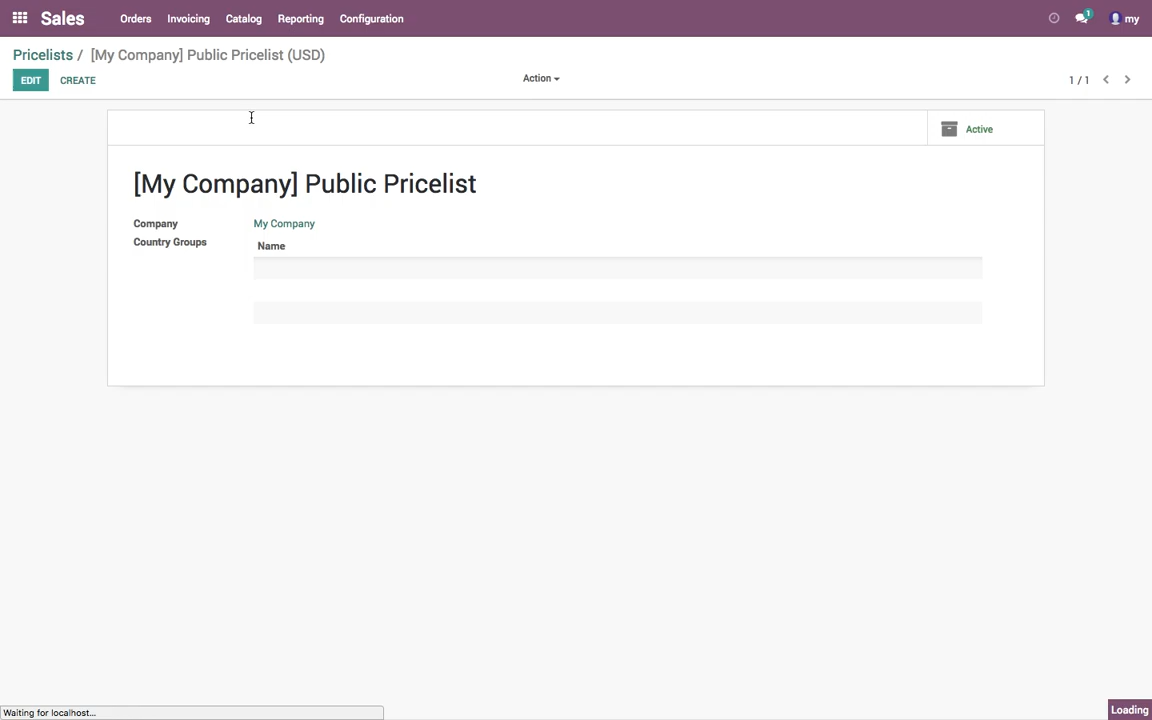 Sales Orders Invoicing Catalog Reporting Configuration 1 my
Pricelists / [My Company] Public Pricelist (USD)
EDIT CREATE Action 1 / 1
Active
[My Company] Public Pricelist
Company My Company
Country Groups Name
Waiting for localhost...
Loading